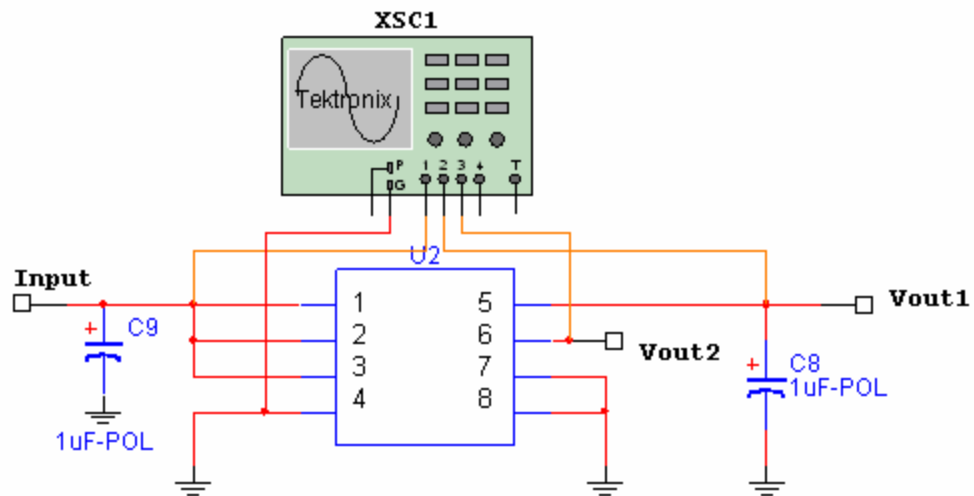 XSC1
Tektronix
P
G
1 2 3 4 T
U2
Input
C9
1uF-POL
1
2
3
4
5
6
7
8
Vout1
Vout2
C8
1uF-POL